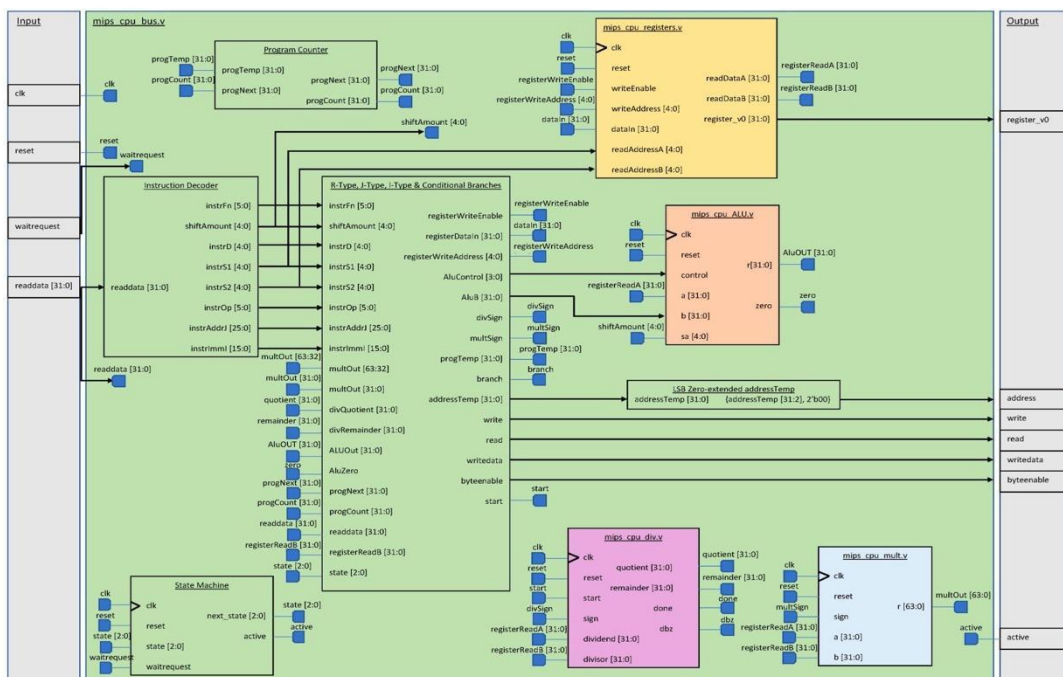 Input
clk
reset
waitrequest
readdata [31:0]
mips_cpu_bus.v
clk
reset
waitrequest
readdata [31:0]
Program Counter
progTemp [31:0]
progCount [31:0]
progTemp [31:0]
progNext [31:0]
progNext [31:0]
progCount [31:0]
progNext [31:0]
progCount [31:0]
shiftAmount [4:0]
Instruction Decoder
readdata [31:0]
instrFn [5:0]
shiftAmount [4:0]
instrD [4:0]
instrS1 [4:0]
instrS2 [4:0]
instrOp [5:0]
instrAddrJ [25:0]
instrImmI [15:0]
R-Type, J-Type, I-Type & Conditional Branches
instrFn [5:0]
shiftAmount [4:0]
instrD [4:0]
instrS1 [4:0]
instrS2 [4:0]
instrOp [5:0]
instrAddrJ [25:0]
instrImmI [15:0]
multOut [63:32]
multOut [31:0]
divQuotient [31:0]
divRemainder [31:0]
ALUOut [31:0]
AluZero
progNext [31:0]
progCount [31:0]
readdata [31:0]
registerReadB [31:0]
state [2:0]
multOut [63:32]
multOut [31:0]
quotient [31:0]
remainder [31:0]
AluOUT [31:0]
zero
progNext [31:0]
progCount [31:0]
readdata [31:0]
registerReadB [31:0]
state [2:0]
registerWriteEnable
registerDataIn [31:0]
registerWriteAddress [4:0]
AluControl [3:0]
AluB [31:0]
divSign
multSign
progTemp [31:0]
branch
addressTemp [31:0]
write
read
writedata
byteenable
start
registerWriteEnable
dataIn [31:0]
registerWriteAddress
divSign
multSign
progTemp [31:0]
branch
start
mips_cpu_registers.v
clk
reset
registerWriteEnable
registerWriteAddress [4:0]
dataIn [31:0]
clk
reset
writeEnable
writeAddress [4:0]
dataIn [31:0]
readAddressA [4:0]
readAddressB [4:0]
readDataA [31:0]
readDataB [31:0]
register_v0 [31:0]
registerReadA [31:0]
registerReadB [31:0]
mips_cpu_ALU.v
clk
reset
registerReadA [31:0]
shiftAmount [4:0]
clk
reset
control
a [31:0]
b [31:0]
sa [4:0]
r[31:0]
zero
AluOUT [31:0]
zero
LSB Zero-extended addressTemp
addressTemp [31:0]
{addressTemp [31:2], 2'b00}
State Machine
clk
reset
state [2:0]
waitrequest
clk
reset
state [2:0]
waitrequest
next_state [2:0]
active
state [2:0]
active
mips_cpu_div.v
clk
reset
start
divSign
registerReadA [31:0]
registerReadB [31:0]
clk
reset
start
sign
dividend [31:0]
divisor [31:0]
quotient [31:0]
remainder [31:0]
done
dbz
quotient [31:0]
remainder [31:0]
done
dbz
mips_cpu_mult.v
clk
reset
multSign
registerReadA [31:0]
registerReadB [31:0]
clk
reset
sign
a [31:0]
b [31:0]
r [63:0]
multOut [63:0]
active
Output
register_v0
address
write
read
writedata
byteenable
active